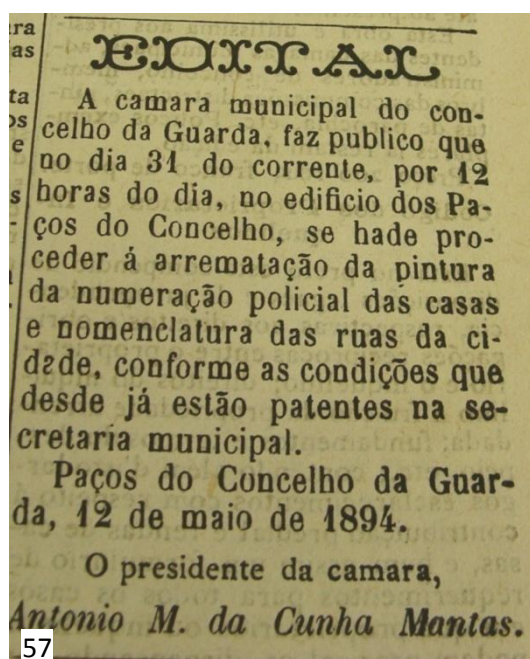 EDITAL
A camara municipal do con-
celho da Guarda, faz publico que
no dia 31 do corrente, por 12
horas do dia, no edificio dos Pa-
ços do Concelho, se hade pro-
ceder á arrematação da pintura
da numeração policial das casas
e nomenclatura das ruas da ci-
dade, conforme as condições que
desde já estão patentes na se-
cretaria municipal.
Paços do Concelho da Guar-
da, 12 de maio de 1894.
O presidente da camara,
Antonio M. da Cunha Mantas.
57